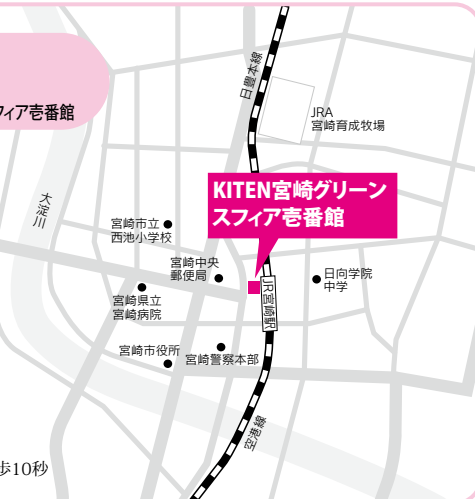 フィア壱番館
日豊本線
JRA
宮崎育成牧場
KITEN宮崎グリーン
スフィア壱番館
大淀川
宮崎市立
西池小学校
宮崎中央
郵便局
日向学院
中学
宮崎県立
宮崎病院
JR宮崎駅
宮崎市役所
宮崎警察本部
空港線
歩10秒